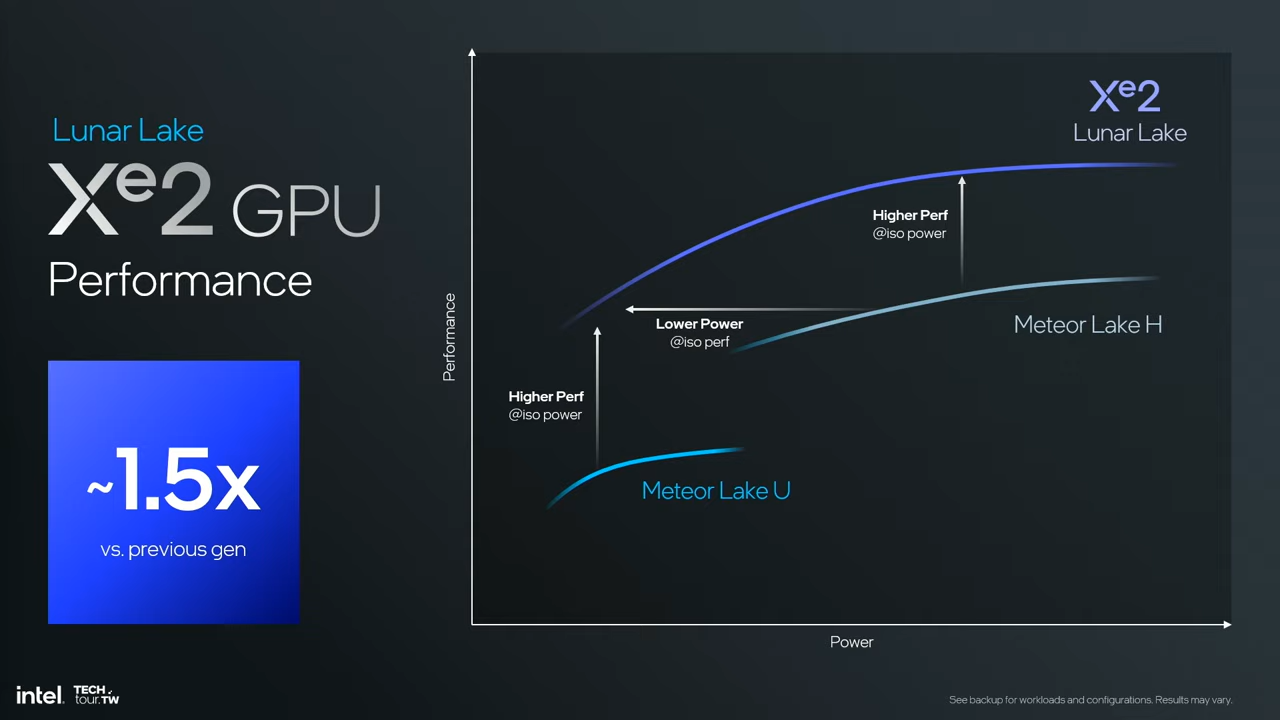 Lunar Lake
Xe2 GPU
Performance
~1.5x
vs. previous gen
Performance
Xe2
Lunar Lake
Higher Perf
@iso power
Lower Power
@iso perf
Meteor Lake H
Higher Perf
@iso power
Meteor Lake U
Power
intel.
TECH
tour.TW
See backup for workloads and configurations. Results may vary.